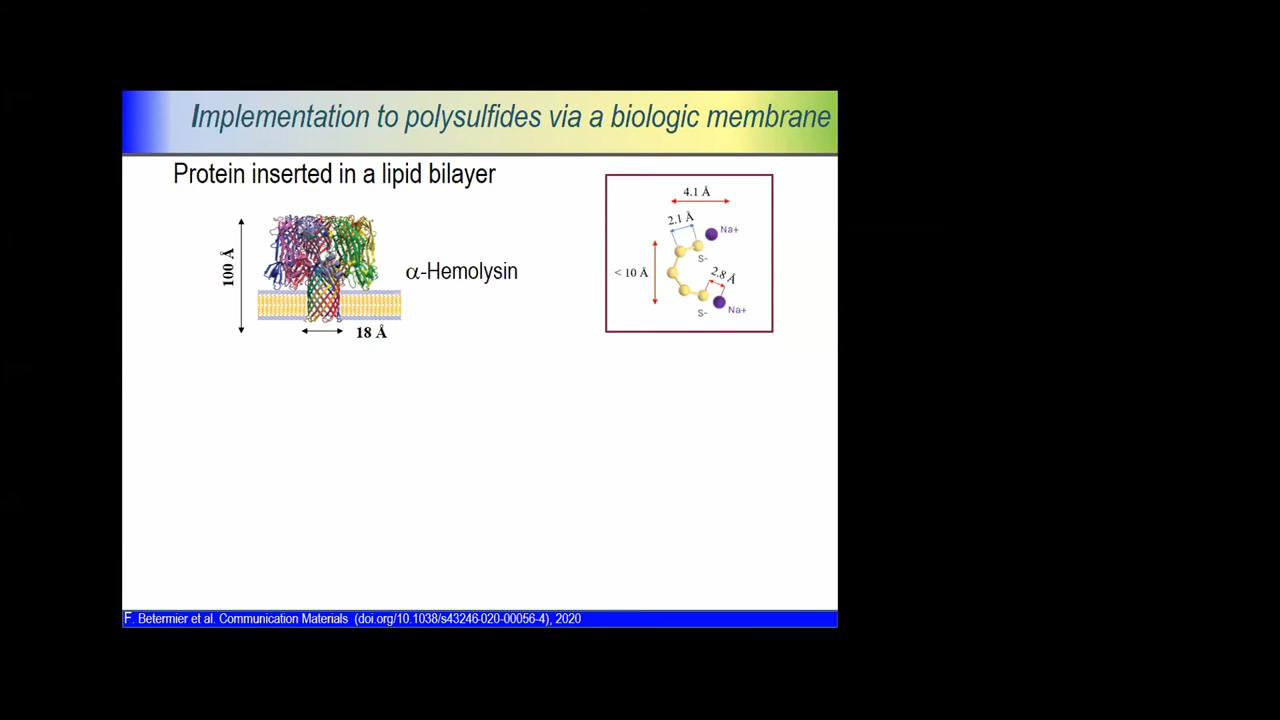 Implementation to polysulfides via a biologic membrane
Protein inserted in a lipid bilayer
100 Å
α-Hemolysin
18 Å
4.1 Å
2.1 Å
Na+
S-
< 10 Å
2.8 Å
S-
Na+
F. Betermier et al. Communication Materials (doi.org/10.1038/s43246-020-00056-4), 2020